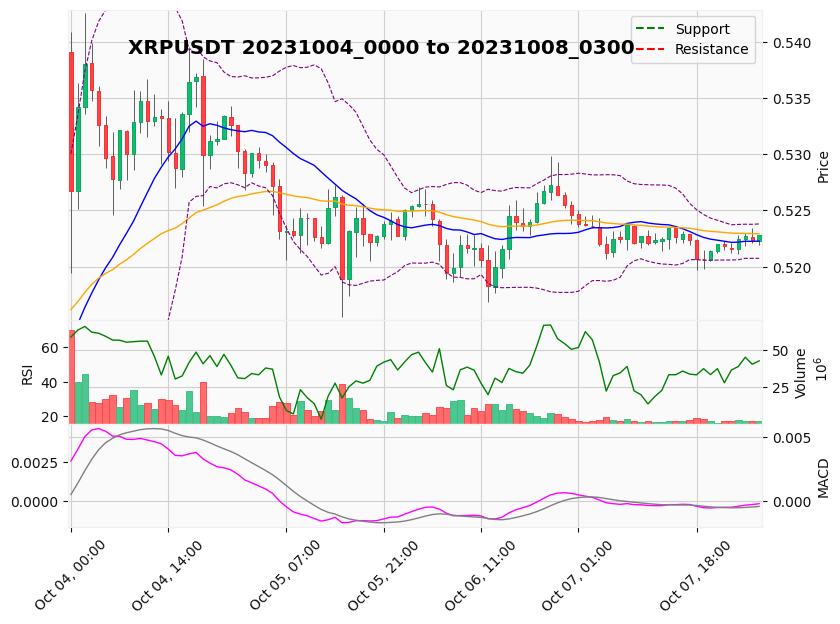 XRPUSDT 20231004_0000 to 20231008_0300
Support
Resistance
0.540
0.535
0.530
0.525
0.520
Price
60
40
20
RSI
50
25
Volume
10^6
0.0025
0.0000
0.005
0.000
MACD
Oct 04, 00:00
Oct 04, 14:00
Oct 05, 07:00
Oct 05, 21:00
Oct 06, 11:00
Oct 07, 01:00
Oct 07, 18:00